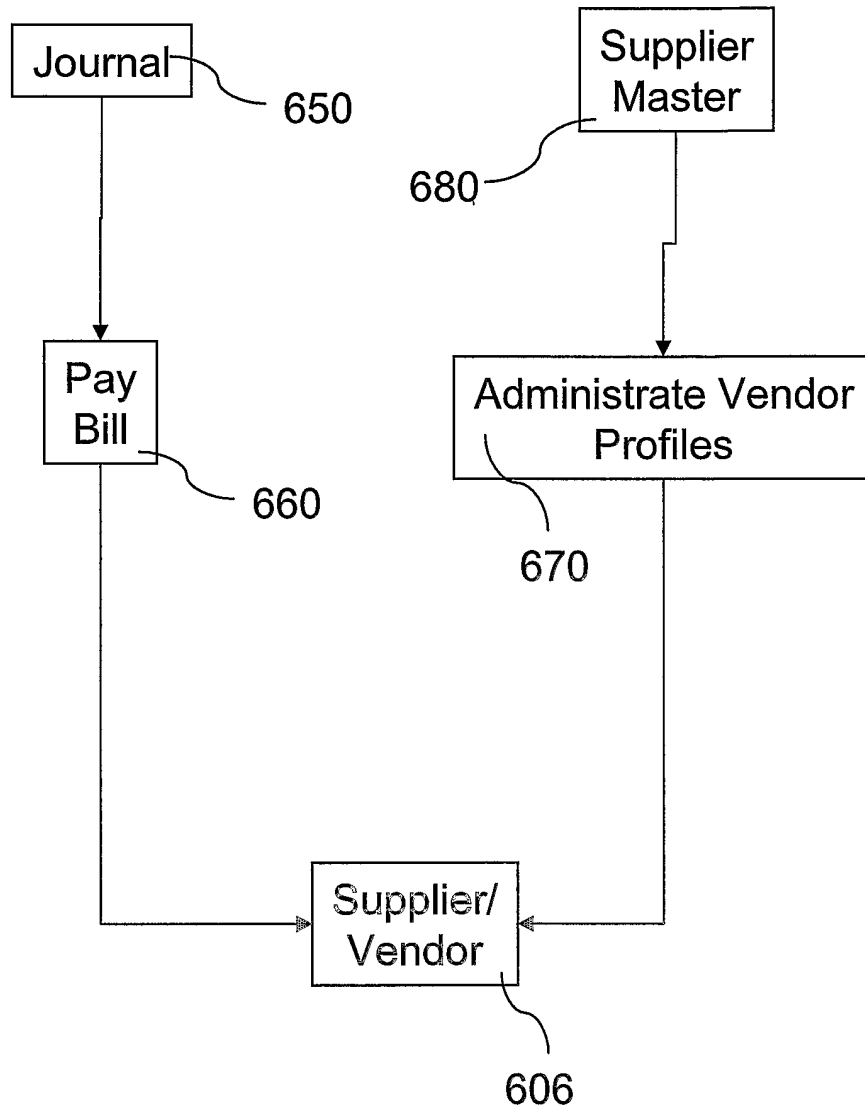 Journal
650
Supplier
Master
680
Pay
Bill
660
Administrate Vendor
Profiles
670
Supplier/
Vendor
606